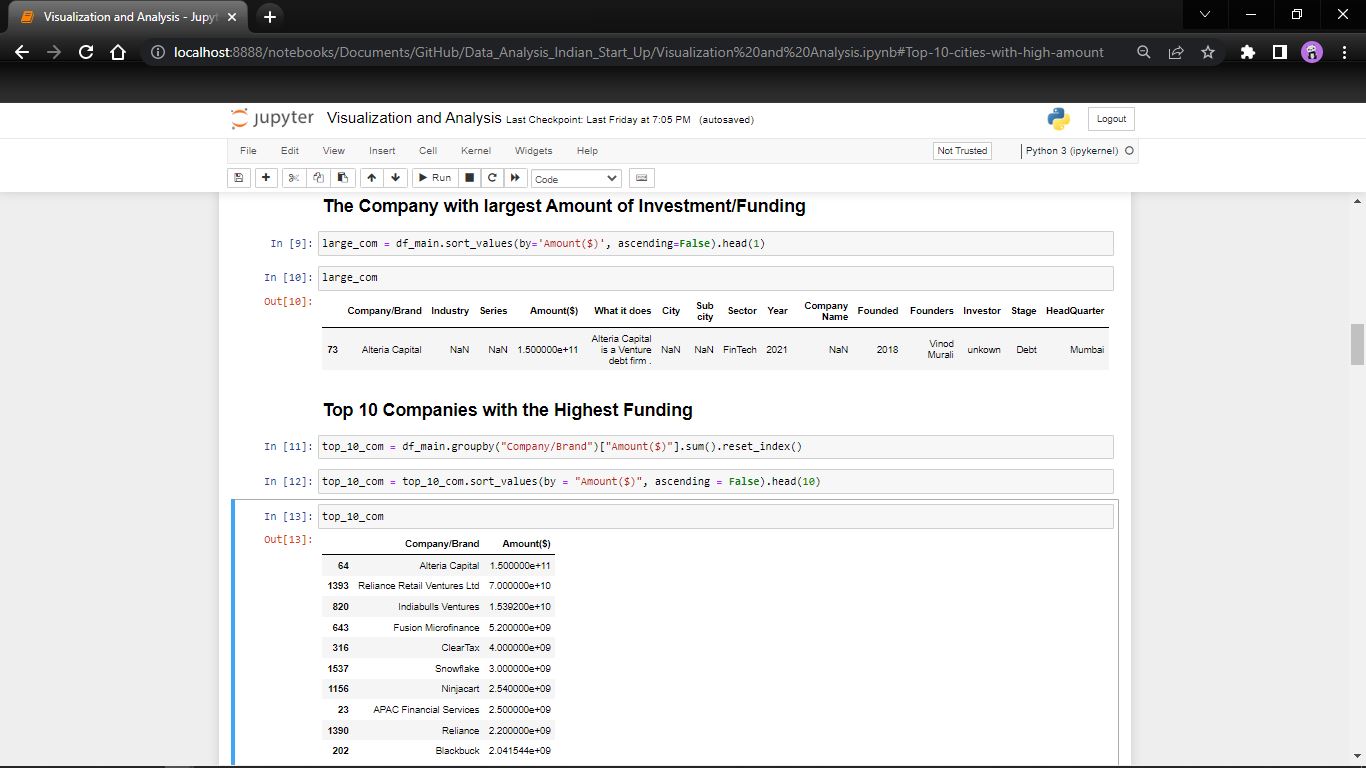 Visualization and Analysis - Jupyt
localhost:8888/notebooks/Documents/GitHub/Data_Analysis_Indian_Start_Up/Visualization%20and%20Analysis.ipynb#Top-10-cities-with-high-amount
jupyter Visualization and Analysis Last Checkpoint: Last Friday at 7:05 PM (autosaved) Logout
File Edit View Insert Cell Kernel Widgets Help Not Trusted Python 3 (ipykernel)
Run Code
The Company with largest Amount of Investment/Funding
In [9]: large_com = df_main.sort_values(by='Amount($)', ascending=False).head(1)
In [10]: large_com
Out[10]:
Company/Brand Industry Series Amount($) What it does City Sub city Sector Year Company Name Founded Founders Investor Stage HeadQuarter
73 Alteria Capital NaN NaN 1.500000e+11 Alteria Capital is a Venture debt firm . NaN NaN FinTech 2021 NaN 2018 Vinod Murali unkown Debt Mumbai
Top 10 Companies with the Highest Funding
In [11]: top_10_com = df_main.groupby("Company/Brand")["Amount($)"].sum().reset_index()
In [12]: top_10_com = top_10_com.sort_values(by = "Amount($)", ascending = False).head(10)
In [13]: top_10_com
Out[13]:
Company/Brand Amount($)
64 Alteria Capital 1.500000e+11
1393 Reliance Retail Ventures Ltd 7.000000e+10
820 Indiabulls Ventures 1.539200e+10
643 Fusion Microfinance 5.200000e+09
316 ClearTax 4.000000e+09
1537 Snowflake 3.000000e+09
1156 Ninjacart 2.540000e+09
23 APAC Financial Services 2.500000e+09
1390 Reliance 2.200000e+09
202 Blackbuck 2.041544e+09